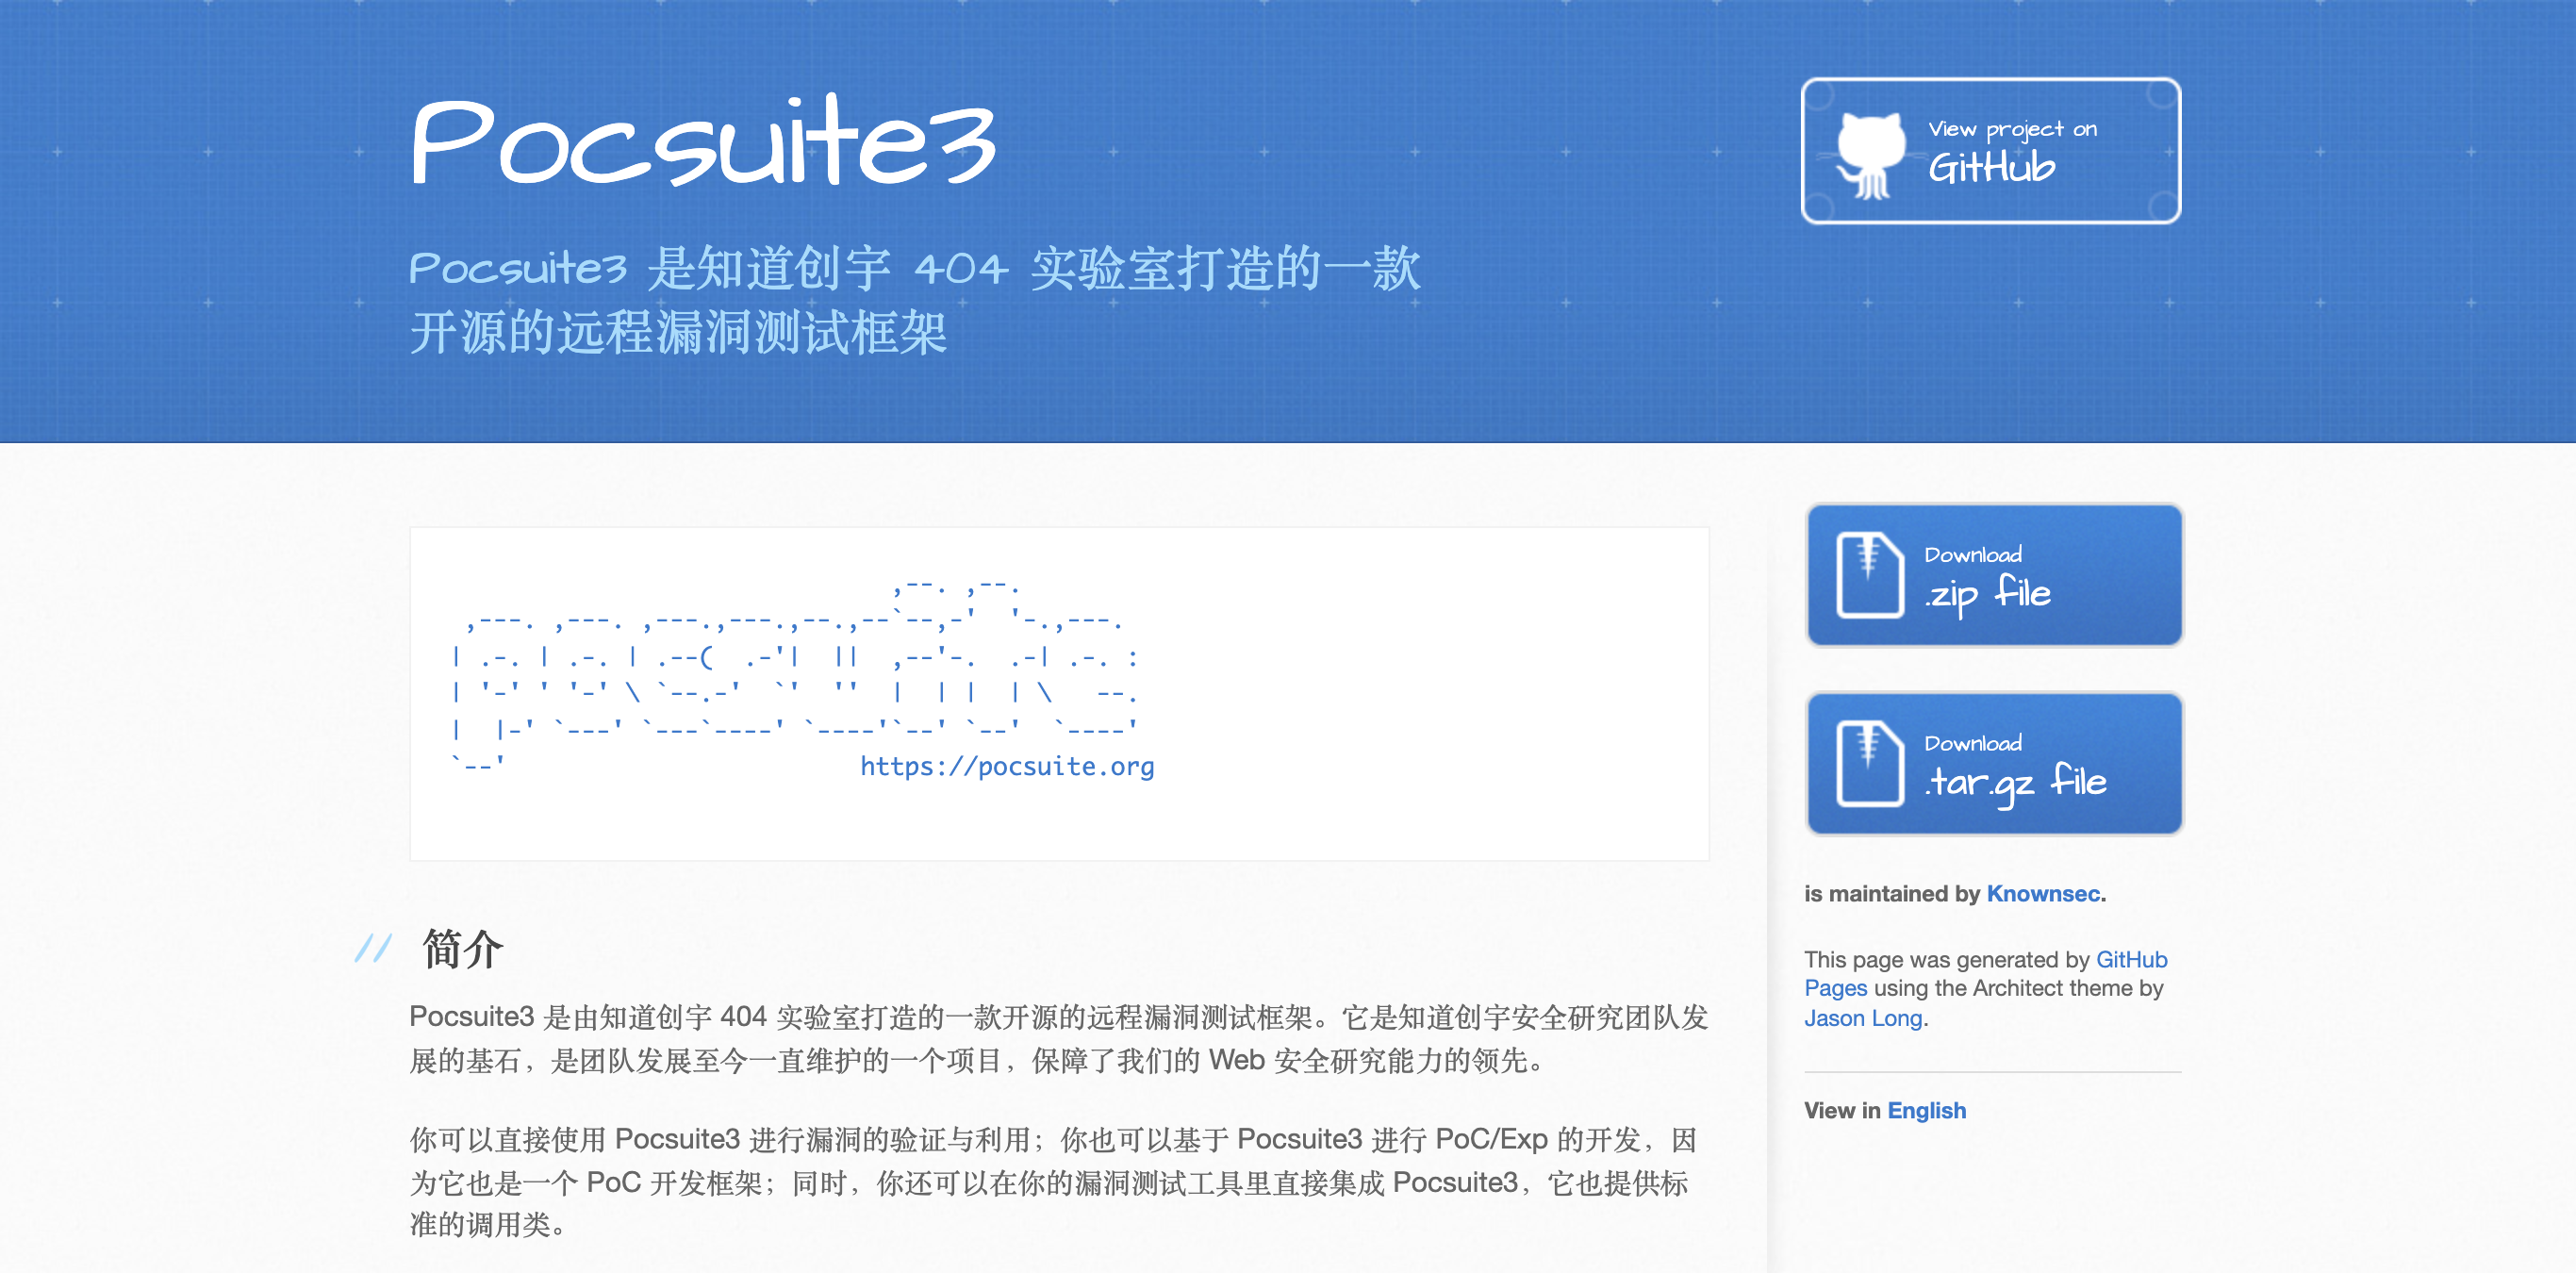 Pocsuite3
Pocsuite3 是知道创宇 404 实验室打造的一款
开源的远程漏洞测试框架
View project on
GitHub
                              ,--. ,--.
 ,---. ,---. ,---.,---.,--.,--`--,-'  '-.,---.
| .-. | .-. | .--(  .-'|  ||  ,--'-.  .-| .-. :
| '-' ' '-' \ `--.-'  `'  ''  |  | |  | \   --.
|  |-' `---' `---`----' `----'`--' `--'  `----'
`--'                        https://pocsuite.org
简介
Pocsuite3 是由知道创宇 404 实验室打造的一款开源的远程漏洞测试框架。它是知道创宇安全研究团队发
展的基石，是团队发展至今一直维护的一个项目，保障了我们的 Web 安全研究能力的领先。
你可以直接使用 Pocsuite3 进行漏洞的验证与利用；你也可以基于 Pocsuite3 进行 PoC/Exp 的开发，因
为它也是一个 PoC 开发框架；同时，你还可以在你的漏洞测试工具里直接集成 Pocsuite3，它也提供标
准的调用类。
Download
.zip file
Download
.tar.gz file
is maintained by Knownsec.
This page was generated by GitHub
Pages using the Architect theme by
Jason Long.
View in English